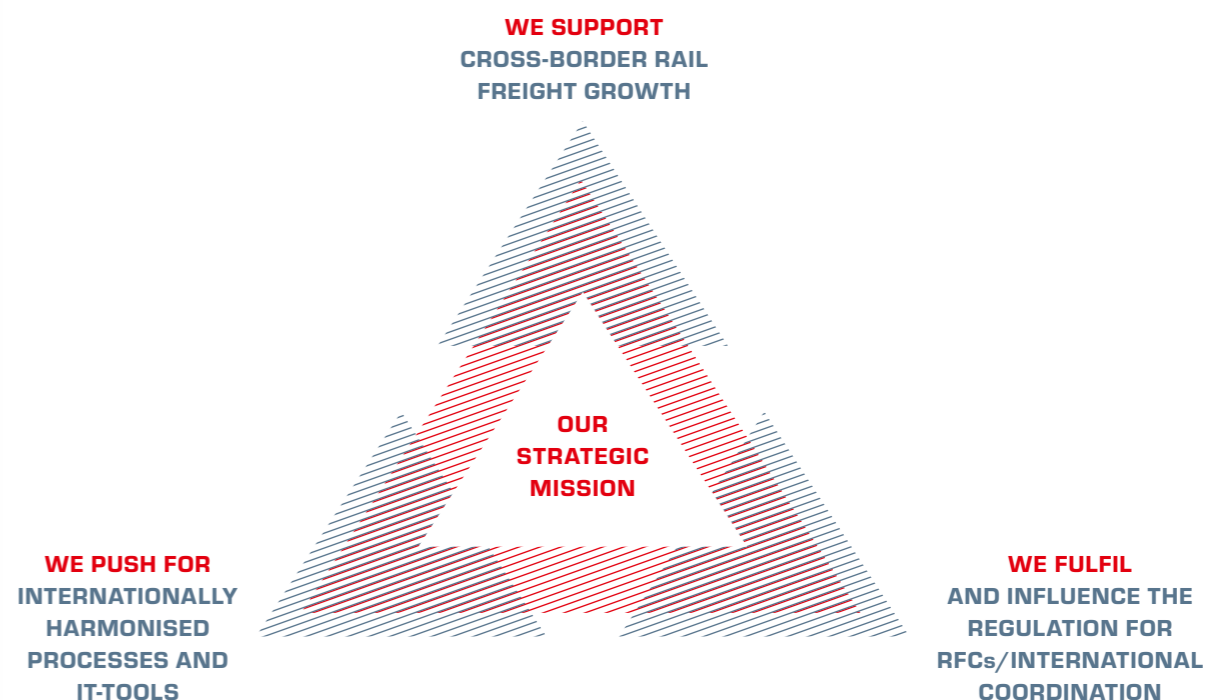 WE SUPPORT
CROSS-BORDER RAIL
FREIGHT GROWTH
OUR
STRATEGIC
MISSION
WE PUSH FOR
INTERNATIONALLY
HARMONISED
PROCESSES AND
IT-TOOLS
WE FULFIL
AND INFLUENCE THE
REGULATION FOR
RFCs/INTERNATIONAL
COORDINATION